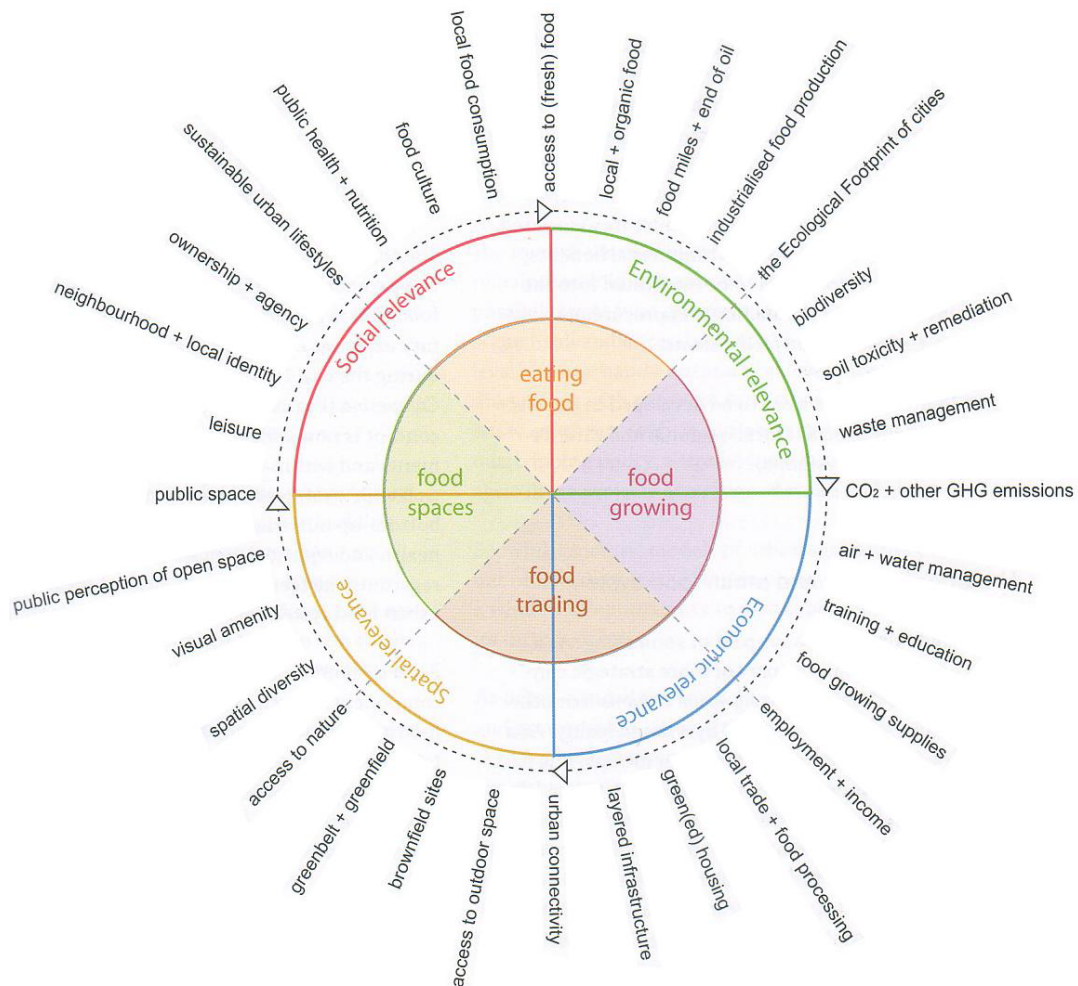 access to (fresh) food
local + organic food
food miles + end of oil
industrialised food production
the Ecological Footprint of cities
biodiversity
soil toxicity + remediation
waste management
CO₂ + other GHG emissions
air + water management
training + education
food growing supplies
employment + income
local trade + food processing
green(ed) housing
layered infrastructure
urban connectivity
access to outdoor space
brownfield sites
greenbelt + greenfield
access to nature
spatial diversity
visual amenity
public perception of open space
public space
leisure
neighbourhood + local identity
ownership + agency
sustainable urban lifestyles
public health + nutrition
food culture
local food consumption
Social relevance
Environmental relevance
Economic relevance
Spatial relevance
eating
food
food
growing
food
trading
food
spaces